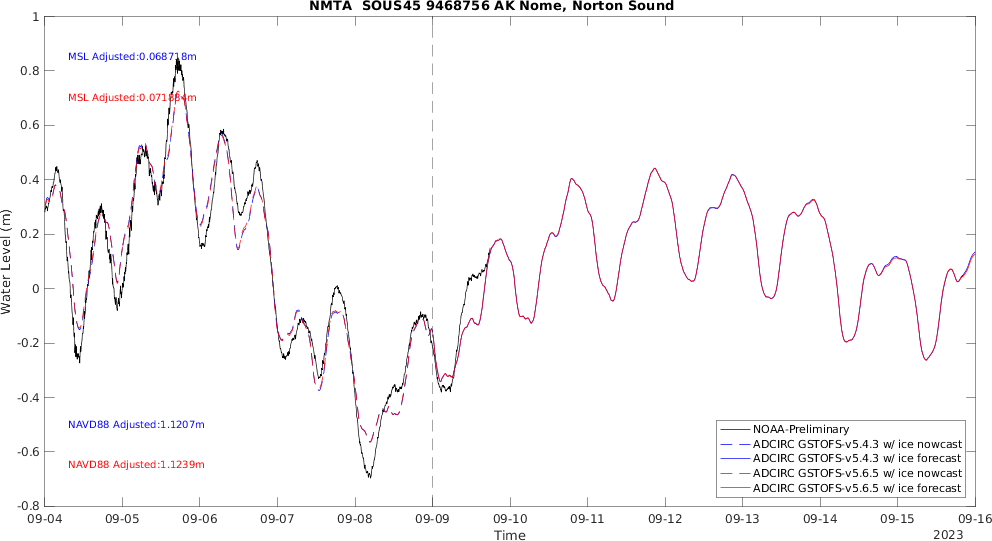 NMTA SOUS45 9468756 AK Nome, Norton Sound
1
0.8
0.6
0.4
0.2
0
-0.2
-0.4
-0.6
-0.8
Water Level (m)
MSL Adjusted:0.068718m
MSL Adjusted:0.071884m
NAVD88 Adjusted:1.1207m
NAVD88 Adjusted:1.1239m
NOAA-Preliminary
ADCIRC GSTOFS-v5.4.3 w/ ice nowcast
ADCIRC GSTOFS-v5.4.3 w/ ice forecast
ADCIRC GSTOFS-v5.6.5 w/ ice nowcast
ADCIRC GSTOFS-v5.6.5 w/ ice forecast
09-04 09-05 09-06 09-07 09-08 09-09 09-10 09-11 09-12 09-13 09-14 09-15 09-16
Time
2023